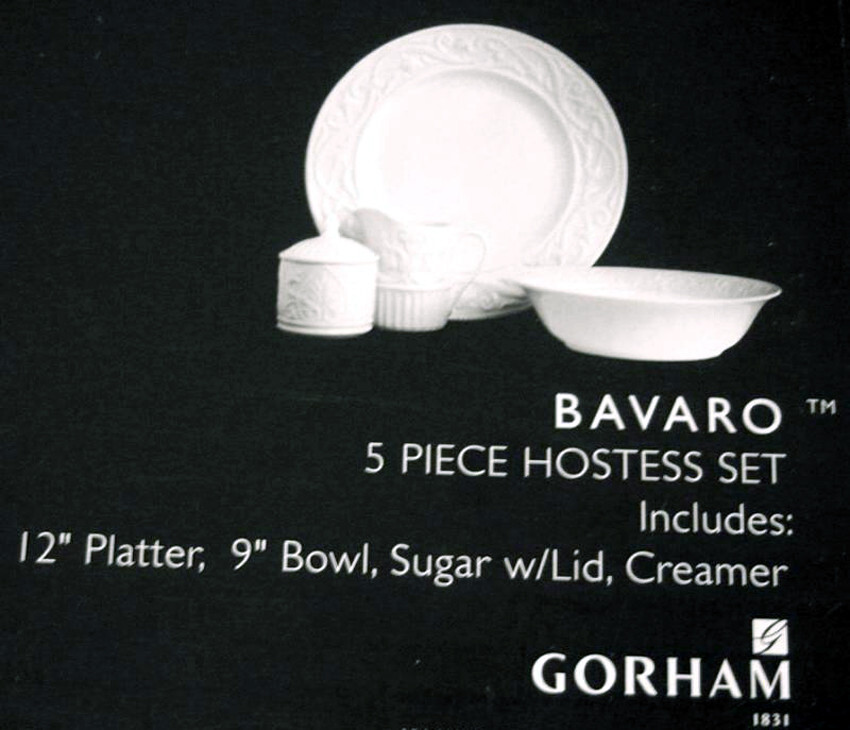 BAVARO ™
5 PIECE HOSTESS SET
Includes:
12" Platter, 9" Bowl, Sugar w/Lid, Creamer
GORHAM
1831